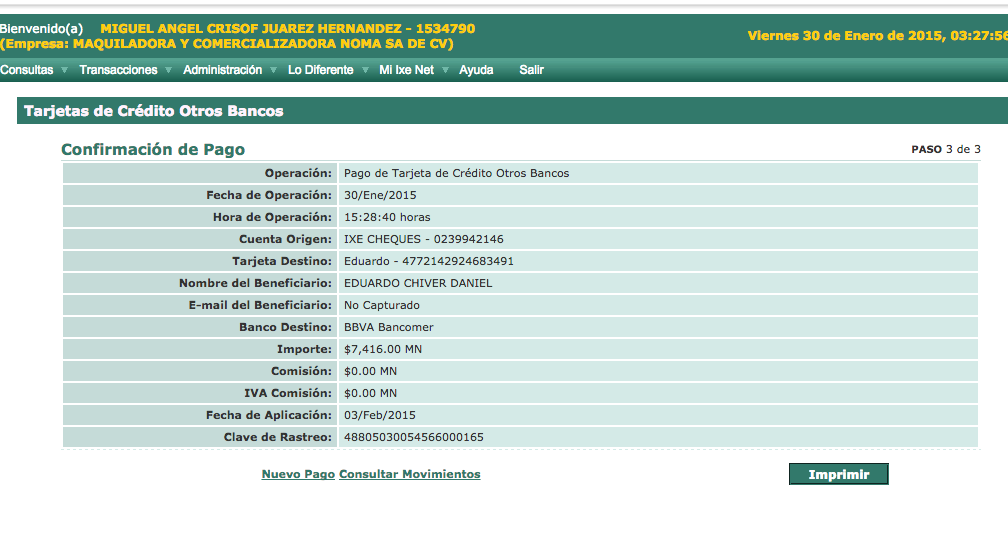 Bienvenido(a) MIGUEL ANGEL CRISOF JUAREZ HERNANDEZ - 1534790
(Empresa: MAQUILADORA Y COMERCIALIZADORA NOMA SA DE CV)
Viernes 30 de Enero de 2015, 03:27:56
Consultas Transacciones Administración Lo Diferente Mi Ixe Net Ayuda Salir
Tarjetas de Crédito Otros Bancos
Confirmación de Pago PASO 3 de 3
Operación: Pago de Tarjeta de Crédito Otros Bancos
Fecha de Operación: 30/Ene/2015
Hora de Operación: 15:28:40 horas
Cuenta Origen: IXE CHEQUES - 0239942146
Tarjeta Destino: Eduardo - 4772142924683491
Nombre del Beneficiario: EDUARDO CHIVER DANIEL
E-mail del Beneficiario: No Capturado
Banco Destino: BBVA Bancomer
Importe: $7,416.00 MN
Comisión: $0.00 MN
IVA Comisión: $0.00 MN
Fecha de Aplicación: 03/Feb/2015
Clave de Rastreo: 48805030054566000165
Nuevo Pago Consultar Movimientos Imprimir